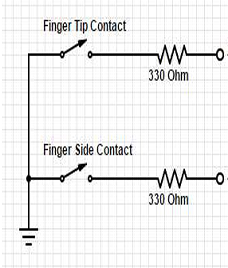 Finger Tip Contact
330 Ohm
Finger Side Contact
330 Ohm